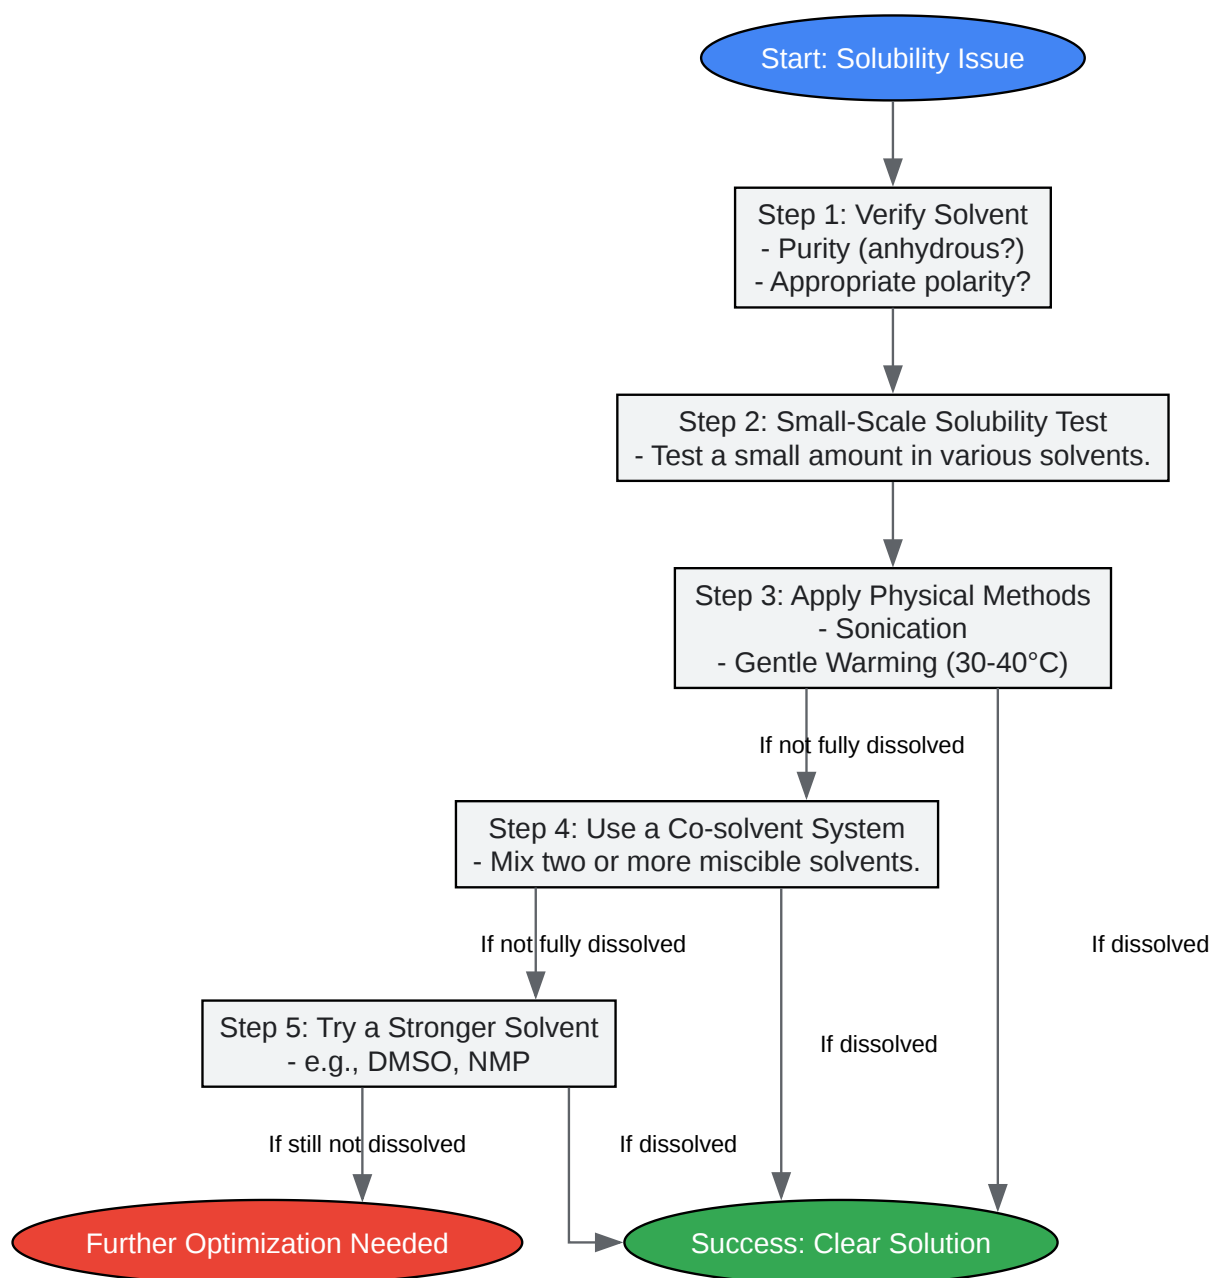 Start: Solubility Issue
Step 1: Verify Solvent
- Purity (anhydrous?)
- Appropriate polarity?
Step 2: Small-Scale Solubility Test
- Test a small amount in various solvents.
Step 3: Apply Physical Methods
- Sonication
- Gentle Warming (30-40°C)
If not fully dissolved
Step 4: Use a Co-solvent System
- Mix two or more miscible solvents.
If not fully dissolved
If dissolved
Step 5: Try a Stronger Solvent
- e.g., DMSO, NMP
If dissolved
If still not dissolved
If dissolved
Further Optimization Needed
Success: Clear Solution